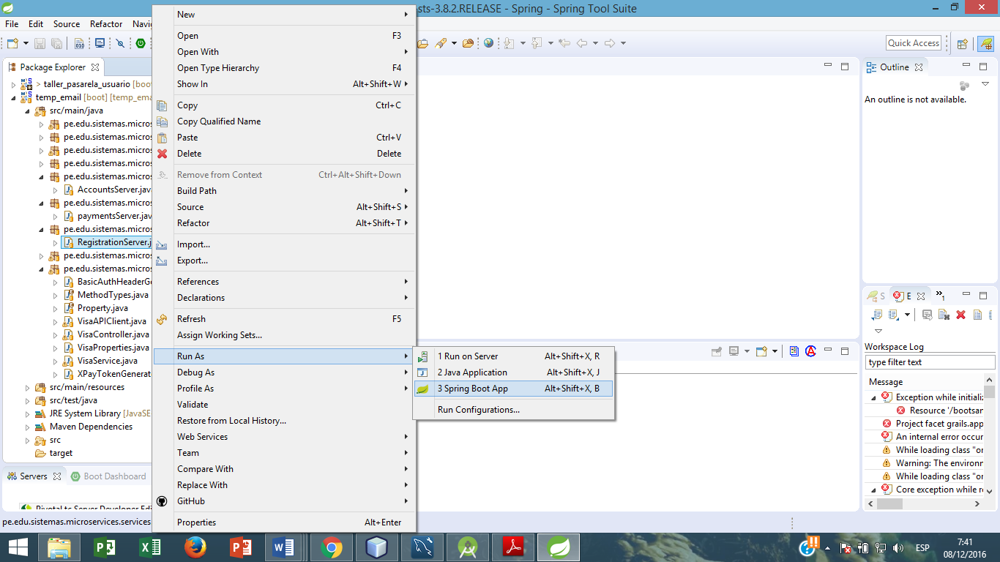 sts-3.8.2.RELEASE - Spring - Spring Tool Suite
File Edit Source Refactor Navi
Quick Access
Package Explorer
> taller_pasarela_usuario [boot
temp_email [boot] [temp_ema
src/main/java
pe.edu.sistemas.micros
pe.edu.sistemas.micros
pe.edu.sistemas.micros
pe.edu.sistemas.micros
pe.edu.sistemas.micros
AccountsServer.java
pe.edu.sistemas.micros
paymentsServer.jav
pe.edu.sistemas.micros
RegistrationServer.j
pe.edu.sistemas.micros
pe.edu.sistemas.micros
BasicAuthHeaderGe
MethodTypes.java
Property.java
VisaAPIClient.java
VisaController.java
VisaProperties.java
VisaService.java
XPayTokenGenerat
src/main/resources
src/test/java
JRE System Library [JavaSE
Maven Dependencies
src
target
Servers
Boot Dashboard
Pivotal tc Server Developer Edi
pe.edu.sistemas.microservices.services
New
Open F3
Open With
Open Type Hierarchy F4
Show In Alt+Shift+W
Copy Ctrl+C
Copy Qualified Name
Paste Ctrl+V
Delete Delete
Remove from Context Ctrl+Alt+Shift+Down
Build Path
Source Alt+Shift+S
Refactor Alt+Shift+T
Import...
Export...
References
Declarations
Refresh F5
Assign Working Sets...
Run As
Debug As
Profile As
Validate
Restore from Local History...
Web Services
Team
Compare With
Replace With
GitHub
Properties Alt+Enter
1 Run on Server Alt+Shift+X, R
2 Java Application Alt+Shift+X, J
3 Spring Boot App Alt+Shift+X, B
Run Configurations...
Outline
An outline is not available.
S
E
»1
Workspace Log
type filter text
Message
Exception while initializ
Resource '/bootsan
Project facet grails.app
An internal error occur
While loading class "or
Warning: The environm
While loading class "or
Core exception while re
ESP
7:41
08/12/2016